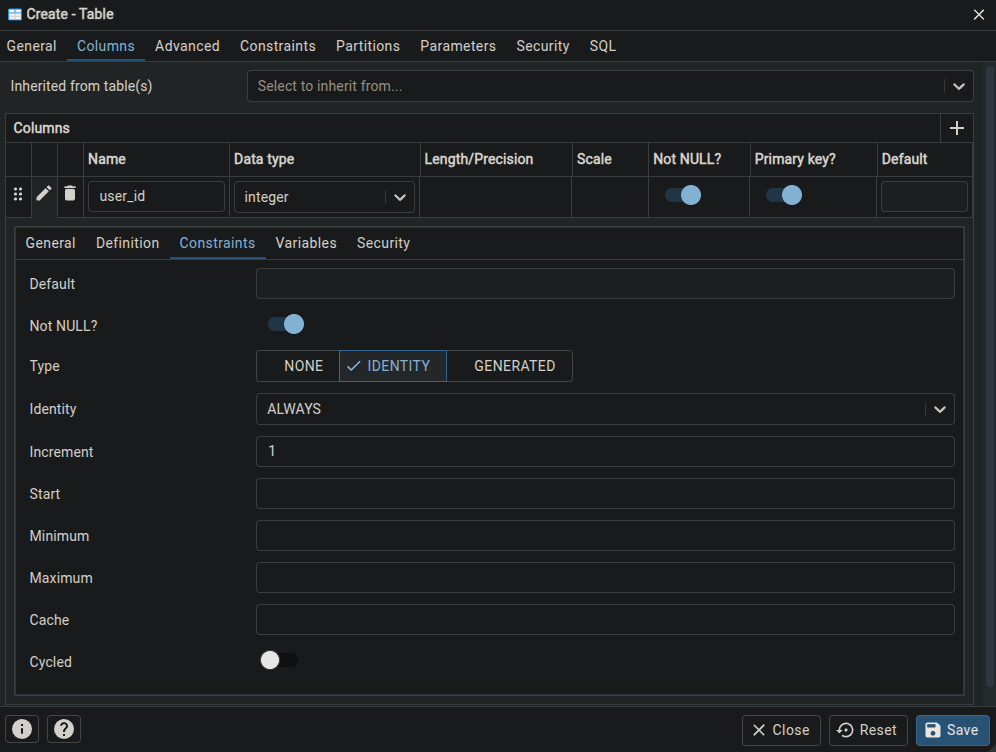 Create - Table
General Columns Advanced Constraints Partitions Parameters Security SQL
Inherited from table(s) Select to inherit from...
Columns
Name Data type Length/Precision Scale Not NULL? Primary key? Default
user_id integer
General Definition Constraints Variables Security
Default
Not NULL?
Type NONE IDENTITY GENERATED
Identity ALWAYS
Increment 1
Start
Minimum
Maximum
Cache
Cycled
Close Reset Save